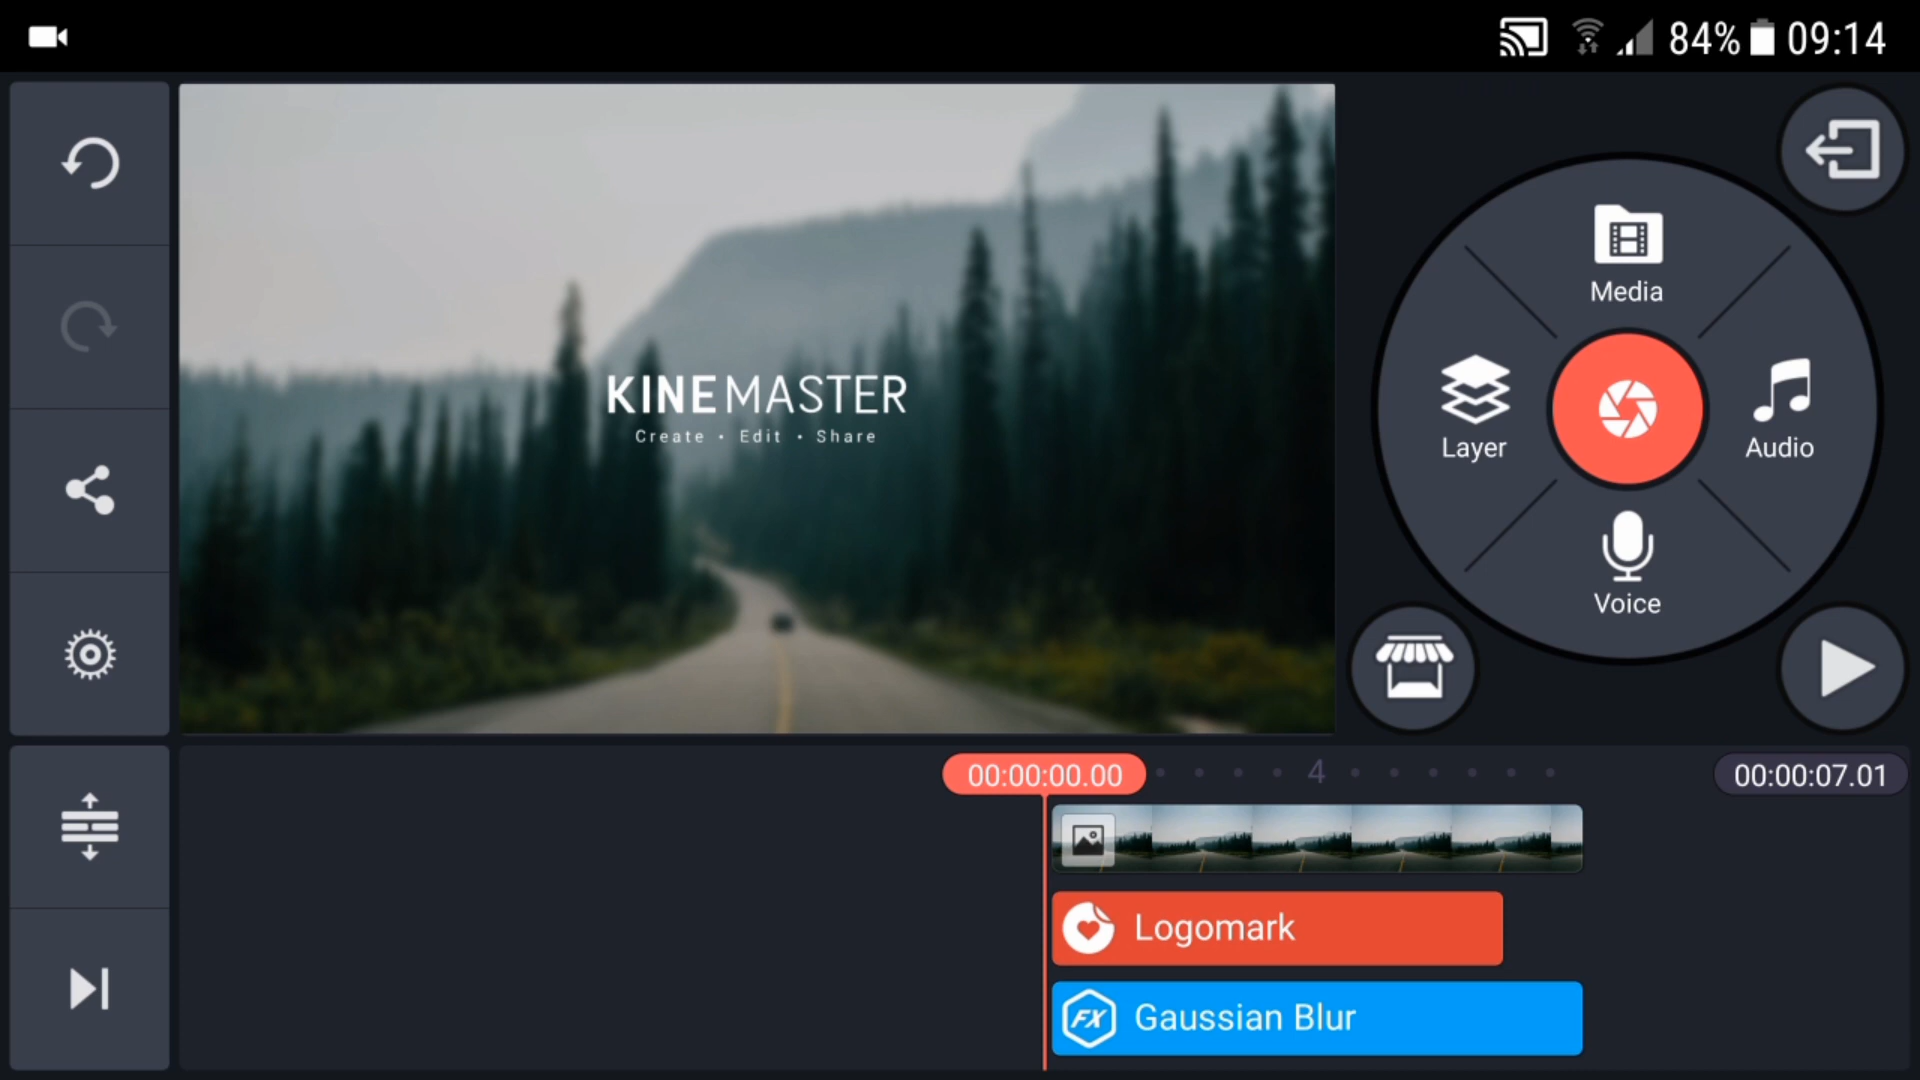 84% 09:14
Media
KINEMASTER
Create • Edit • Share
Layer
Audio
Voice
00:00:00.00
4
00:00:07.01
Logomark
FX
Gaussian Blur